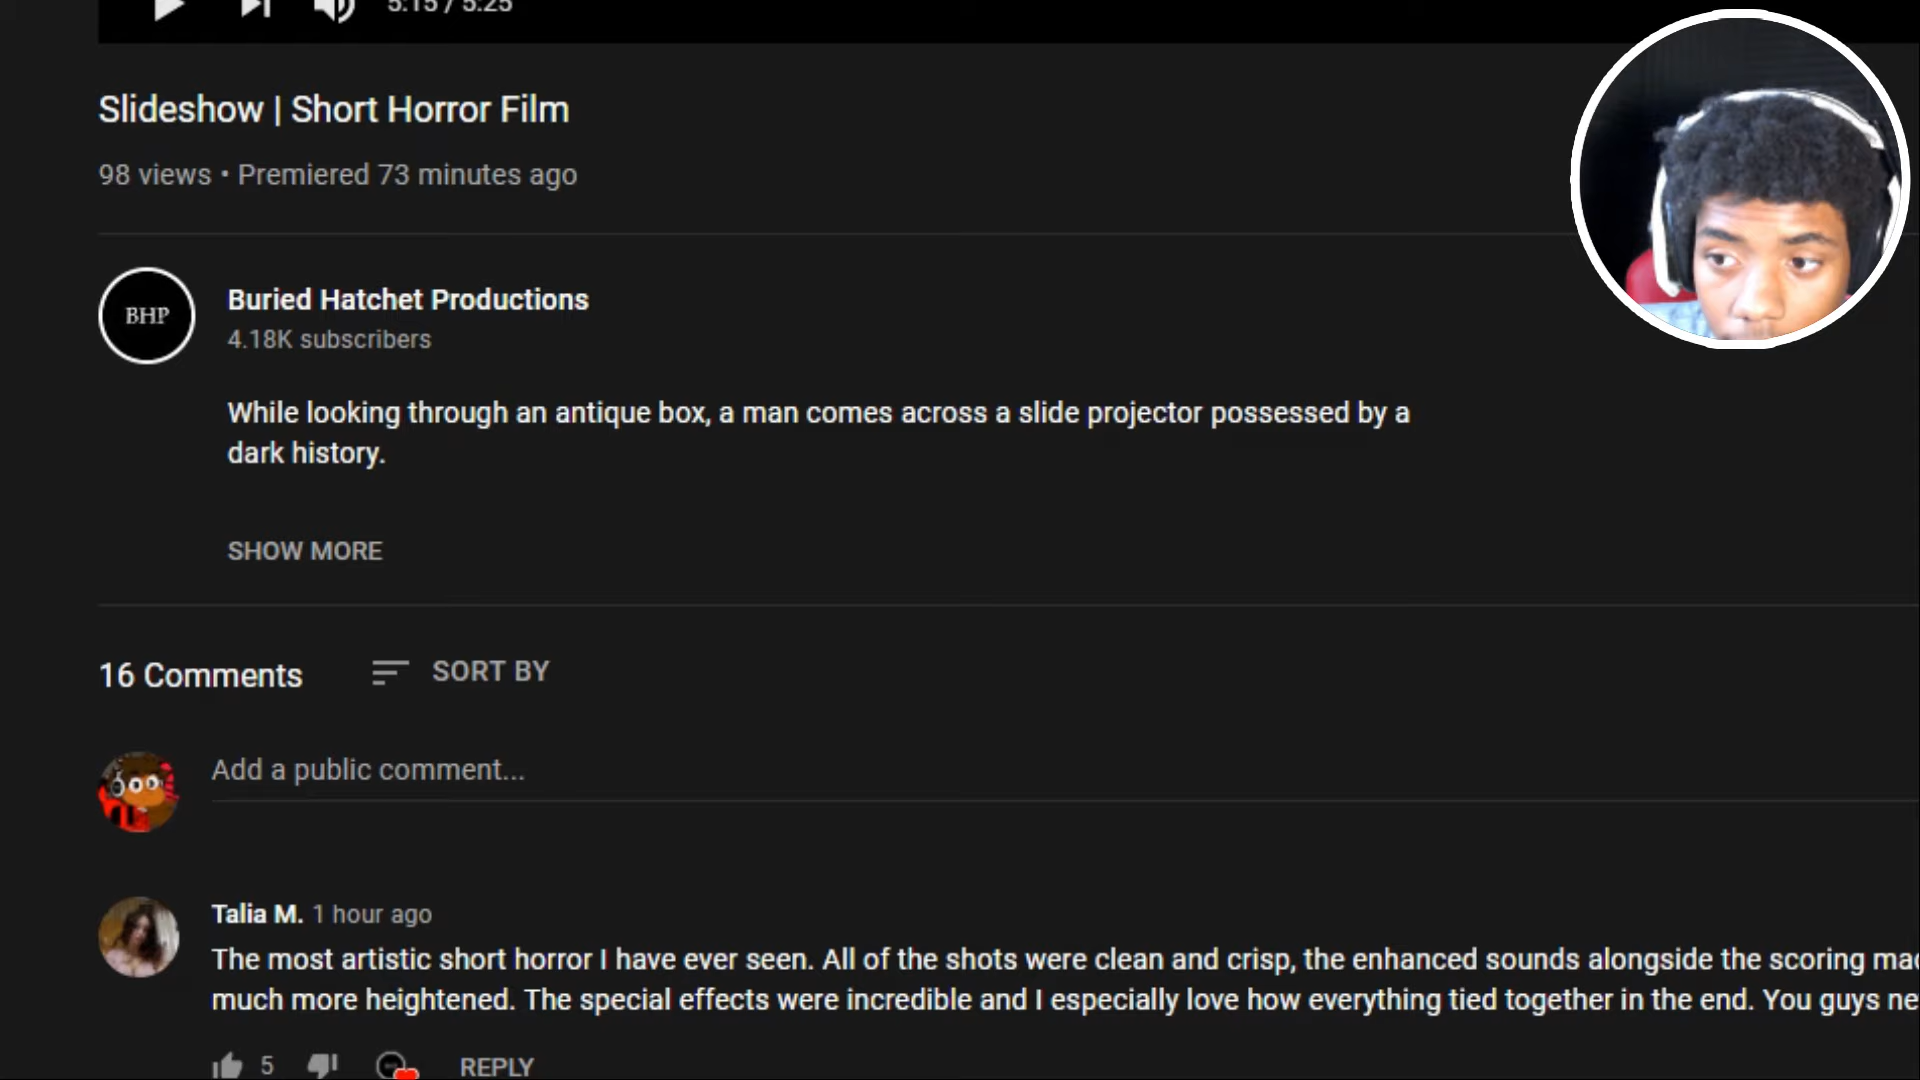 5:15 / 5:25
Slideshow | Short Horror Film
98 views • Premiered 73 minutes ago
BHP
Buried Hatchet Productions
4.18K subscribers
While looking through an antique box, a man comes across a slide projector possessed by a
dark history.
SHOW MORE
16 Comments
SORT BY
Add a public comment...
Talia M. 1 hour ago
The most artistic short horror I have ever seen. All of the shots were clean and crisp, the enhanced sounds alongside the scoring
much more heightened. The special effects were incredible and I especially love how everything tied together in the end. You guys
5
REPLY